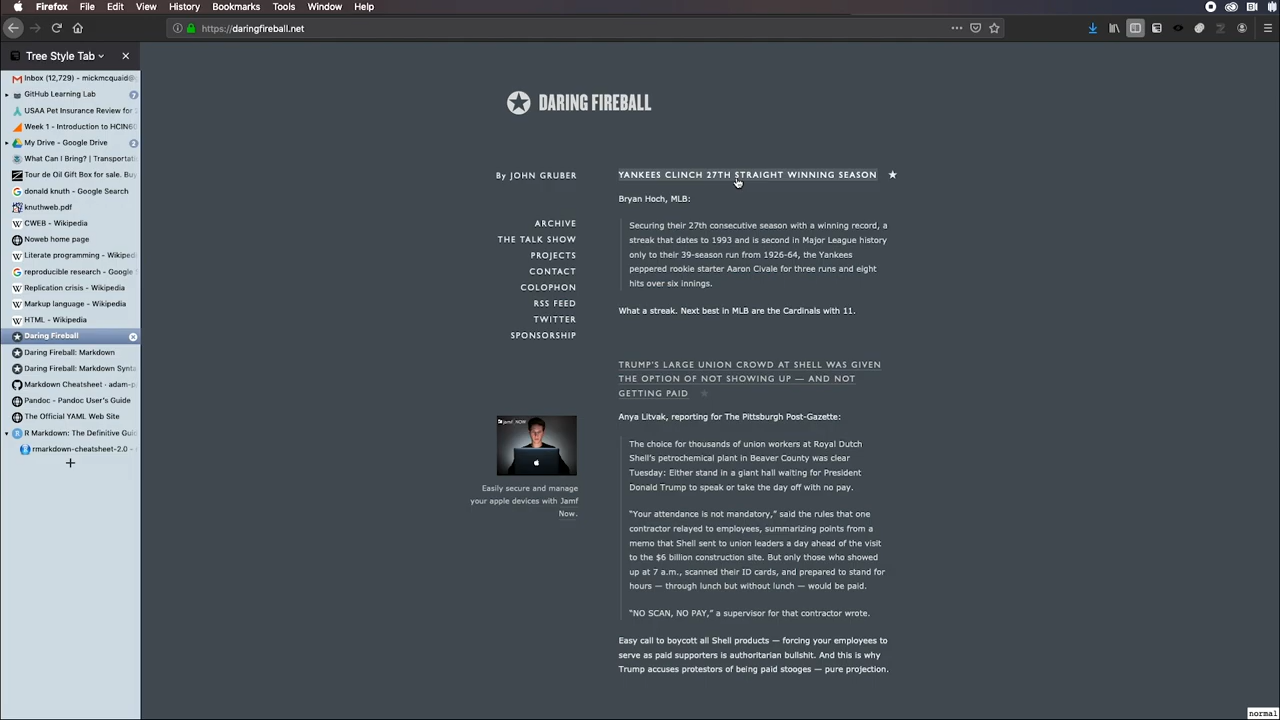 Firefox File Edit View History Bookmarks Tools Window Help
https://daringfireball.net
Tree Style Tab
Inbox (12,729) - mickmcquaid@
GitHub Learning Lab
7
USAA Pet Insurance Review for
Week 1 - Introduction to HCIN60
My Drive - Google Drive
2
What Can I Bring? | Transportati
Tour de Oil Gift Box for sale. Buy
donald knuth - Google Search
knuthweb.pdf
CWEB - Wikipedia
Noweb home page
Literate programming - Wikiped
reproducible research - Google
Replication crisis - Wikipedia
Markup language - Wikipedia
HTML - Wikipedia
Daring Fireball
Daring Fireball: Markdown
Daring Fireball: Markdown Synta
Markdown Cheatsheet · adam-p
Pandoc - Pandoc User's Guide
The Official YAML Web Site
R Markdown: The Definitive Guid
rmarkdown-cheatsheet-2.0 -
DARING FIREBALL
By JOHN GRUBER
ARCHIVE
THE TALK SHOW
PROJECTS
CONTACT
COLOPHON
RSS FEED
TWITTER
SPONSORSHIP
jamf NOW
Easily secure and manage
your apple devices with Jamf
Now.
YANKEES CLINCH 27TH STRAIGHT WINNING SEASON ★
Bryan Hoch, MLB:
Securing their 27th consecutive season with a winning record, a
streak that dates to 1993 and is second in Major League history
only to their 39-season run from 1926-64, the Yankees
peppered rookie starter Aaron Civale for three runs and eight
hits over six innings.
What a streak. Next best in MLB are the Cardinals with 11.
TRUMP'S LARGE UNION CROWD AT SHELL WAS GIVEN
THE OPTION OF NOT SHOWING UP — AND NOT
GETTING PAID ★
Anya Litvak, reporting for The Pittsburgh Post-Gazette:
The choice for thousands of union workers at Royal Dutch
Shell's petrochemical plant in Beaver County was clear
Tuesday: Either stand in a giant hall waiting for President
Donald Trump to speak or take the day off with no pay.
“Your attendance is not mandatory,” said the rules that one
contractor relayed to employees, summarizing points from a
memo that Shell sent to union leaders a day ahead of the visit
to the $6 billion construction site. But only those who showed
up at 7 a.m., scanned their ID cards, and prepared to stand for
hours — through lunch but without lunch — would be paid.
“NO SCAN, NO PAY,” a supervisor for that contractor wrote.
Easy call to boycott all Shell products — forcing your employees to
serve as paid supporters is authoritarian bullshit. And this is why
Trump accuses protestors of being paid stooges — pure projection.
normal